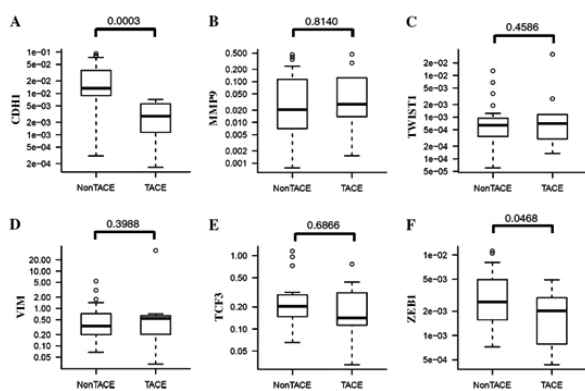 A
0.0003
CDH1
1e-01
5e-02
2e-02
1e-02
5e-03
2e-03
1e-03
5e-04
2e-04
NonTACE
TACE
B
0.8140
MMP9
0.500
0.200
0.100
0.050
0.020
0.010
0.005
0.002
0.001
NonTACE
TACE
C
0.4586
TWIST1
2e-02
1e-02
5e-03
2e-03
1e-03
5e-04
2e-04
1e-04
5e-05
NonTACE
TACE
D
0.3988
VIM
20.00
10.00
5.00
2.00
1.00
0.50
0.20
0.10
0.05
NonTACE
TACE
E
0.6866
TCF3
1.00
0.50
0.20
0.10
0.05
NonTACE
TACE
F
0.0468
ZEB1
1e-02
5e-03
2e-03
1e-03
5e-04
NonTACE
TACE